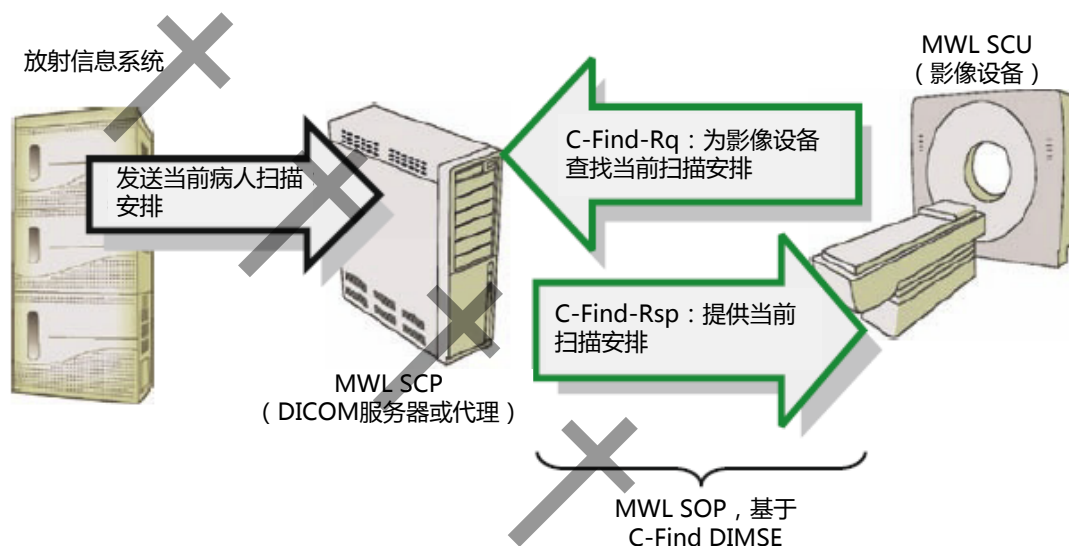 放射信息系统
MWL SCU
（影像设备）
发送当前病人扫描
安排
C-Find-Rq：为影像设备
查找当前扫描安排
C-Find-Rsp：提供当前
扫描安排
MWL SCP
（DICOM服务器或代理）
MWL SOP，基于
C-Find DIMSE